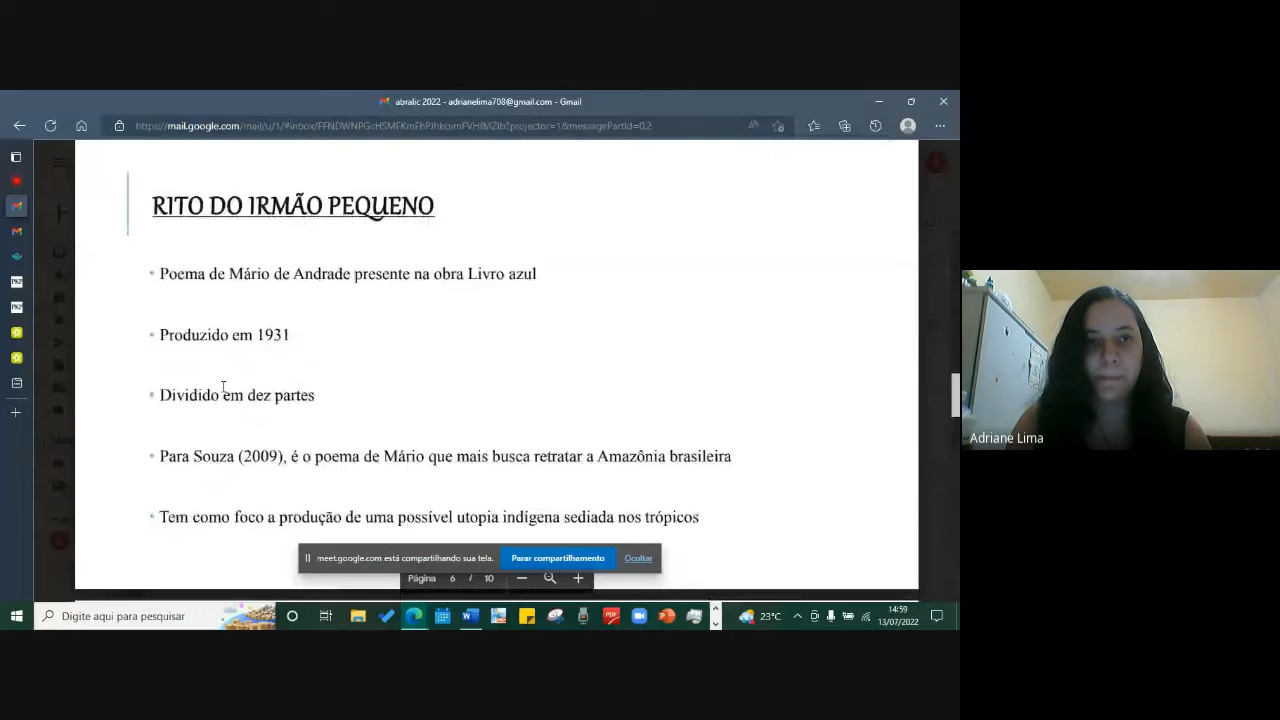 abralic 2022 - adrianelima708@gmail.com - Gmail
RITO DO IRMÃO PEQUENO
• Poema de Mário de Andrade presente na obra Livro azul
• Produzido em 1931
• Dividido em dez partes
• Para Souza (2009), é o poema de Mário que mais busca retratar a Amazônia brasileira
• Tem como foco a produção de uma possível utopia indígena sediada nos trópicos
meet.google.com está compartilhando sua tela. Parar compartilhamento Ocultar
Página 6 / 10
Digite aqui para pesquisar
23°C
14:59
13/07/2022
Adriane Lima